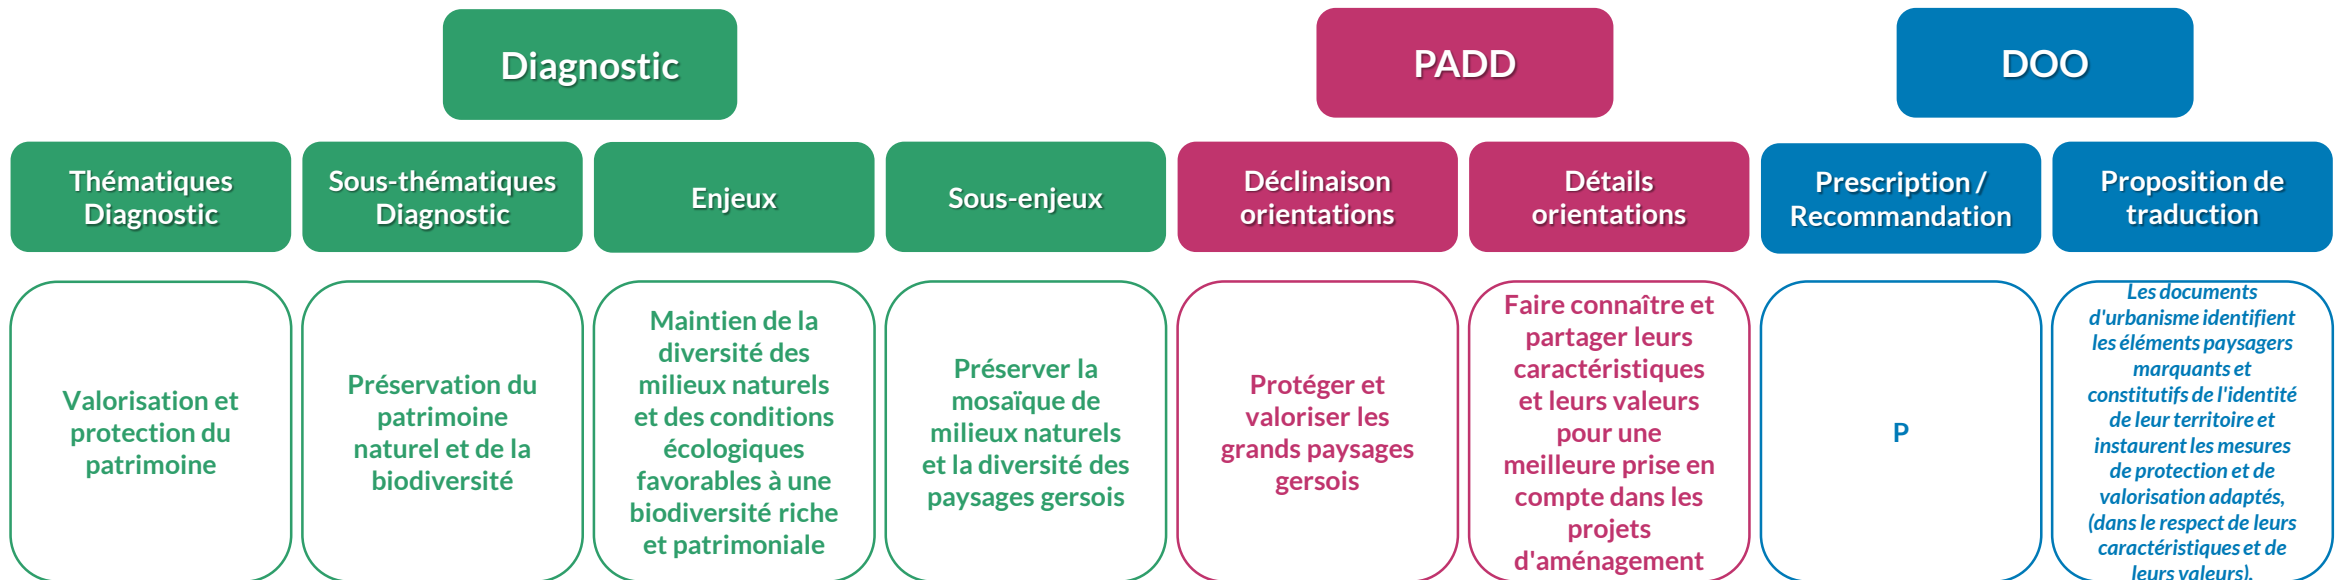 Diagnostic
PADD
DOO
Thématiques
Diagnostic
Sous-thématiques
Diagnostic
Enjeux
Sous-enjeux
Déclinaison
orientations
Détails
orientations
Prescription /
Recommandation
Proposition de
traduction
Valorisation et
protection du
patrimoine
Préservation du
patrimoine
naturel et de la
biodiversité
Maintien de la
diversité des
milieux naturels
et des conditions
écologiques
favorables à une
biodiversité riche
et patrimoniale
Préserver la
mosaïque de
milieux naturels
et la diversité des
paysages gersois
Protéger et
valoriser les
grands paysages
gersois
Faire connaître et
partager leurs
caractéristiques
et leurs valeurs
pour une
meilleure prise en
compte dans les
projets
d'aménagement
P
Les documents
d'urbanisme identifient
les éléments paysagers
marquants et
constitutifs de l'identité
de leur territoire et
instaurent les mesures
de protection et de
valorisation adaptés,
(dans le respect de leurs
caractéristiques et de
leurs valeurs).